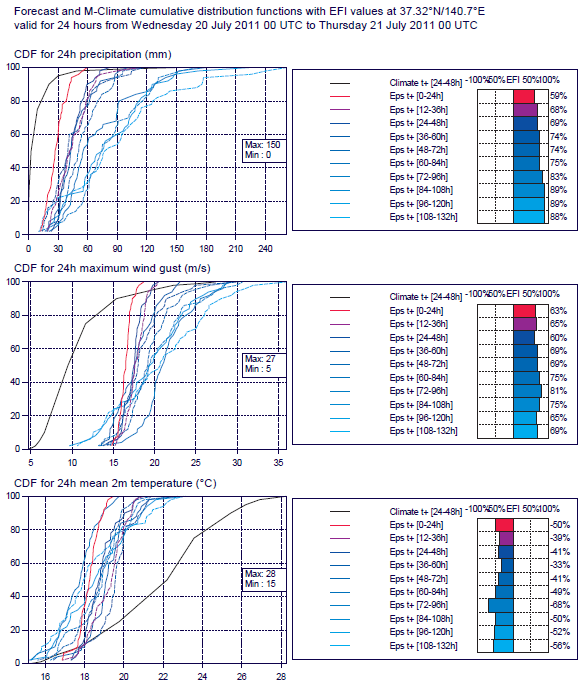 Forecast and M-Climate cumulative distribution functions with EFI values at 37.32°N/140.7°E
valid for 24 hours from Wednesday 20 July 2011 00 UTC to Thursday 21 July 2011 00 UTC
CDF for 24h precipitation (mm)
100
80
60
40
20
0
0 30 60 90 120 150 180 210 240
Max: 150
Min : 0
Climate t+ [24-48h] -100% -50% EFI 50% 100%
Eps t+ [0-24h] 59%
Eps t+ [12-36h] 68%
Eps t+ [24-48h] 69%
Eps t+ [36-60h] 74%
Eps t+ [48-72h] 74%
Eps t+ [60-84h] 75%
Eps t+ [72-96h] 83%
Eps t+ [84-108h] 89%
Eps t+ [96-120h] 89%
Eps t+ [108-132h] 88%
CDF for 24h maximum wind gust (m/s)
100
80
60
40
20
0
5 10 15 20 25 30 35
Max: 27
Min : 5
Climate t+ [24-48h] -100% -50% EFI 50% 100%
Eps t+ [0-24h] 63%
Eps t+ [12-36h] 65%
Eps t+ [24-48h] 60%
Eps t+ [36-60h] 69%
Eps t+ [48-72h] 69%
Eps t+ [60-84h] 75%
Eps t+ [72-96h] 81%
Eps t+ [84-108h] 75%
Eps t+ [96-120h] 65%
Eps t+ [108-132h] 69%
CDF for 24h mean 2m temperature (°C)
100
80
60
40
20
0
16 18 20 22 24 26 28
Max: 28
Min : 15
Climate t+ [24-48h] -100% -50% EFI 50% 100%
Eps t+ [0-24h] -50%
Eps t+ [12-36h] -39%
Eps t+ [24-48h] -41%
Eps t+ [36-60h] -33%
Eps t+ [48-72h] -41%
Eps t+ [60-84h] -49%
Eps t+ [72-96h] -68%
Eps t+ [84-108h] -50%
Eps t+ [96-120h] -52%
Eps t+ [108-132h] -56%